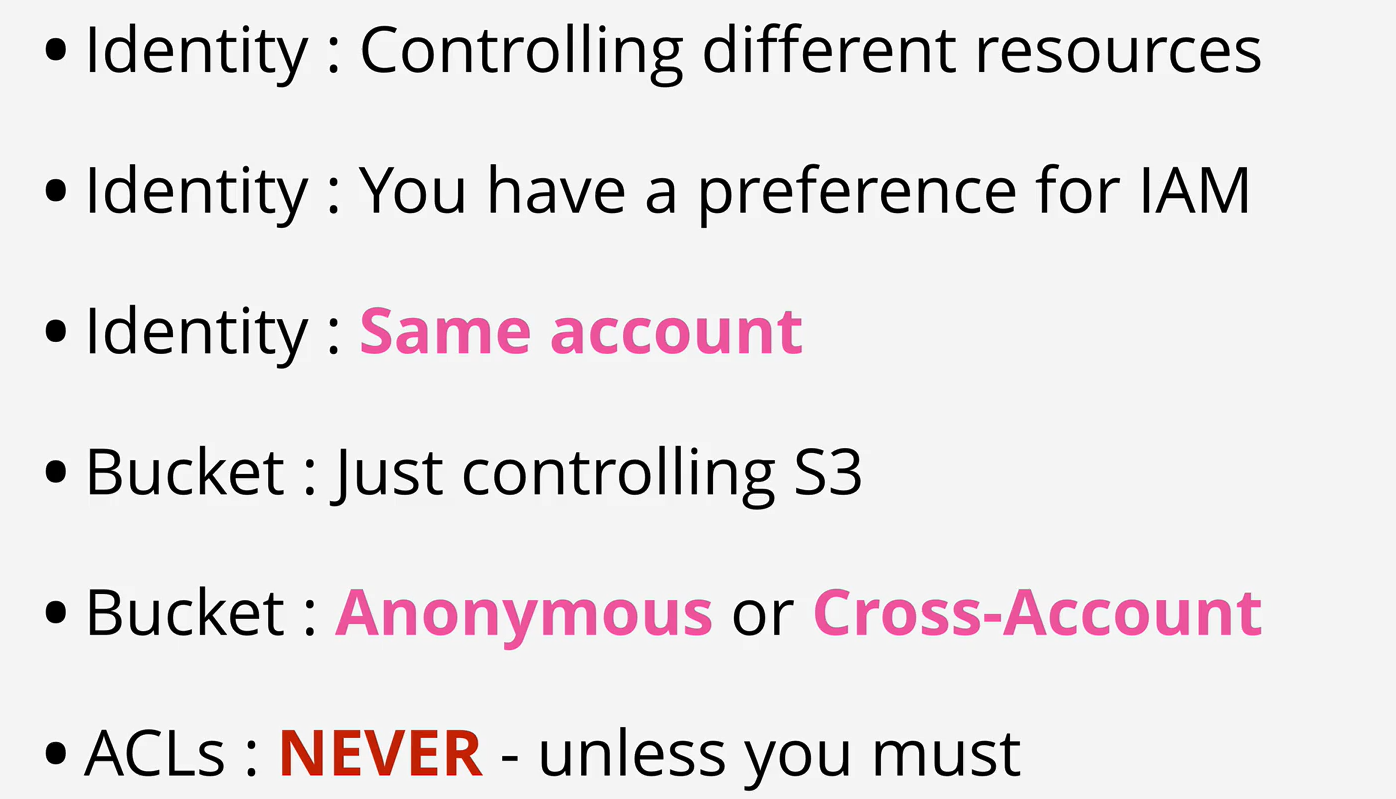 • Identity : Controlling different resources
• Identity : You have a preference for IAM
• Identity : Same account
• Bucket : Just controlling S3
• Bucket : Anonymous or Cross-Account
• ACLs : NEVER - unless you must